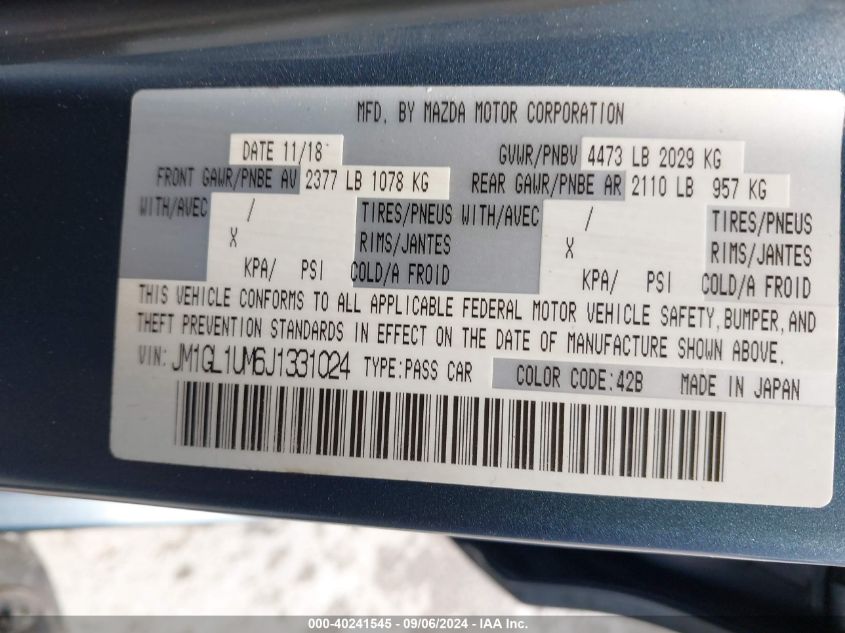 MFD. BY MAZDA MOTOR CORPORATION
DATE 11/18 GVWR/PNBV 4473 LB 2029 KG
FRONT GAWR/PNBE AV 2377 LB 1078 KG REAR GAWR/PNBE AR 2110 LB 957 KG
WITH/AVEC / TIRES/PNEUS WITH/AVEC / TIRES/PNEUS
X RIMS/JANTES X RIMS/JANTES
KPA/ PSI COLD/A FROID KPA/ PSI COLD/A FROID
THIS VEHICLE CONFORMS TO ALL APPLICABLE FEDERAL MOTOR VEHICLE SAFETY, BUMPER, AND
THEFT PREVENTION STANDARDS IN EFFECT ON THE DATE OF MANUFACTURE SHOWN ABOVE.
VIN: JM1GL1UM6J1331024 TYPE: PASS CAR COLOR CODE: 42B MADE IN JAPAN
000-40241545 - 09/06/2024 - IAA Inc.